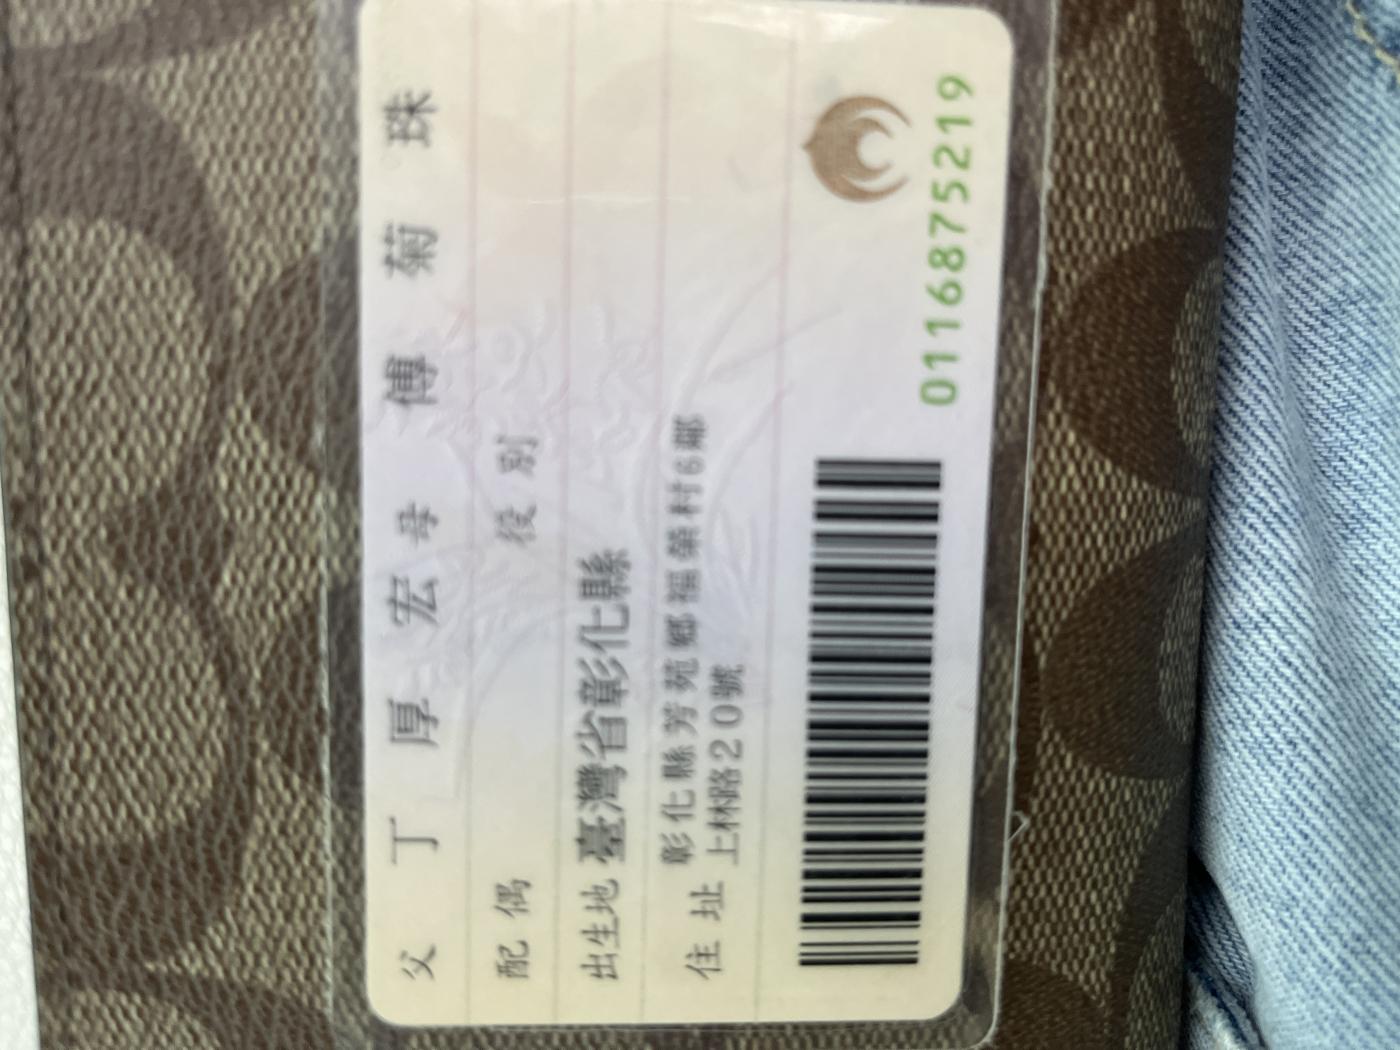 父 丁 厚 宏 母 傅 菊 珠
配偶 役別
出生地 臺灣省彰化縣
住址 彰化縣芳苑鄉福榮村6鄰
上林路20號
0116875219